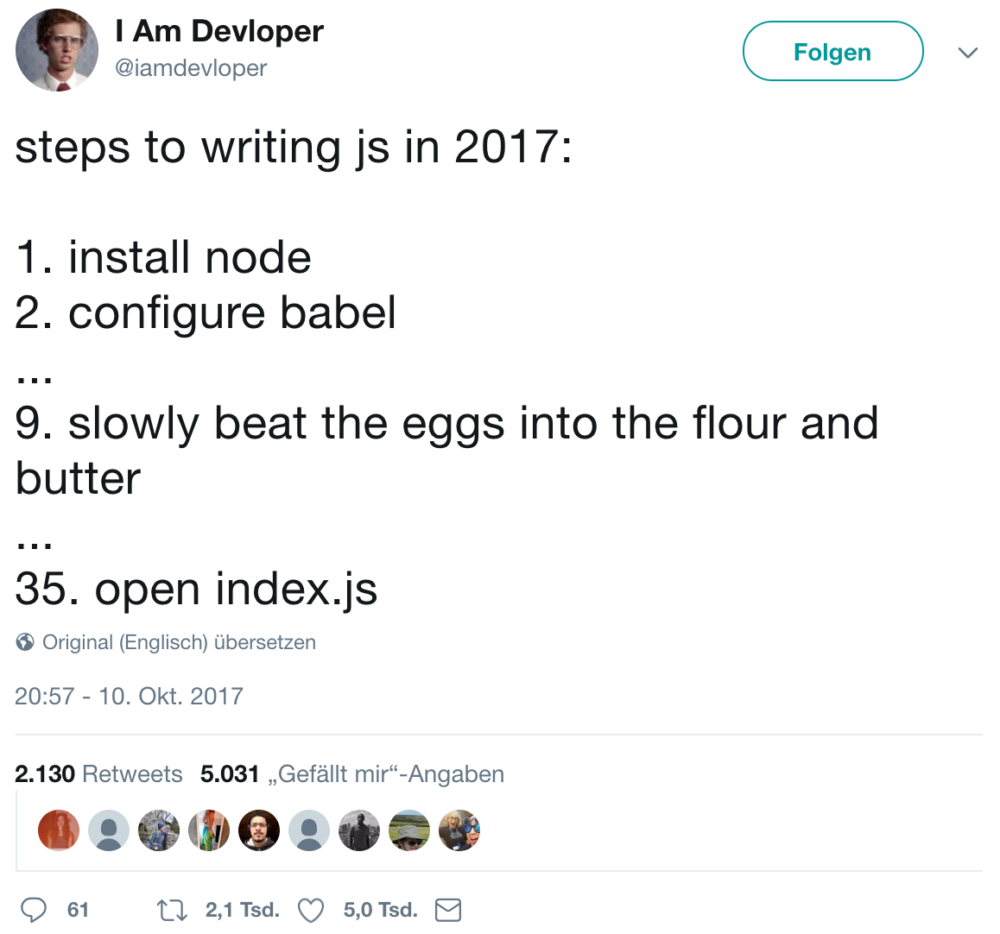 I Am Devloper
@iamdevloper
Folgen
steps to writing js in 2017:
1. install node
2. configure babel
...
9. slowly beat the eggs into the flour and
butter
...
35. open index.js
Original (Englisch) übersetzen
20:57 - 10. Okt. 2017
2.130 Retweets 5.031 „Gefällt mir“-Angaben
61 2,1 Tsd. 5,0 Tsd.